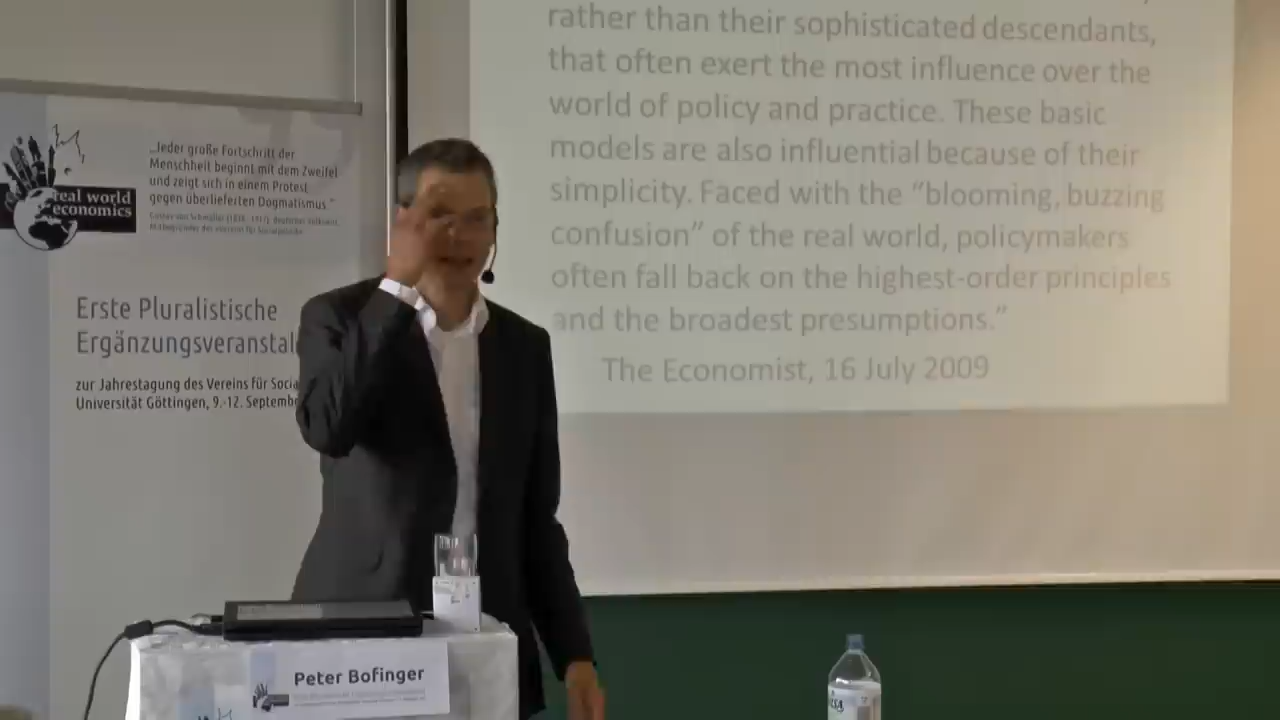 real world
economics
„Jeder große Fortschritt der
Menschheit beginnt mit dem Zweifel
und zeigt sich in einem Protest
gegen überlieferten Dogmatismus.“
Erste Pluralistische
Ergänzungsveranstal
zur Jahrestagung des Vereins für Socia
Universität Göttingen, 9.-12. Septembe
rather than their sophisticated descendants,
that often exert the most influence over the
world of policy and practice. These basic
models are also influential because of their
simplicity. Faced with the “blooming, buzzing
confusion” of the real world, policymakers
often fall back on the highest-order principles
and the broadest presumptions.”
The Economist, 16 July 2009
Peter Bofinger